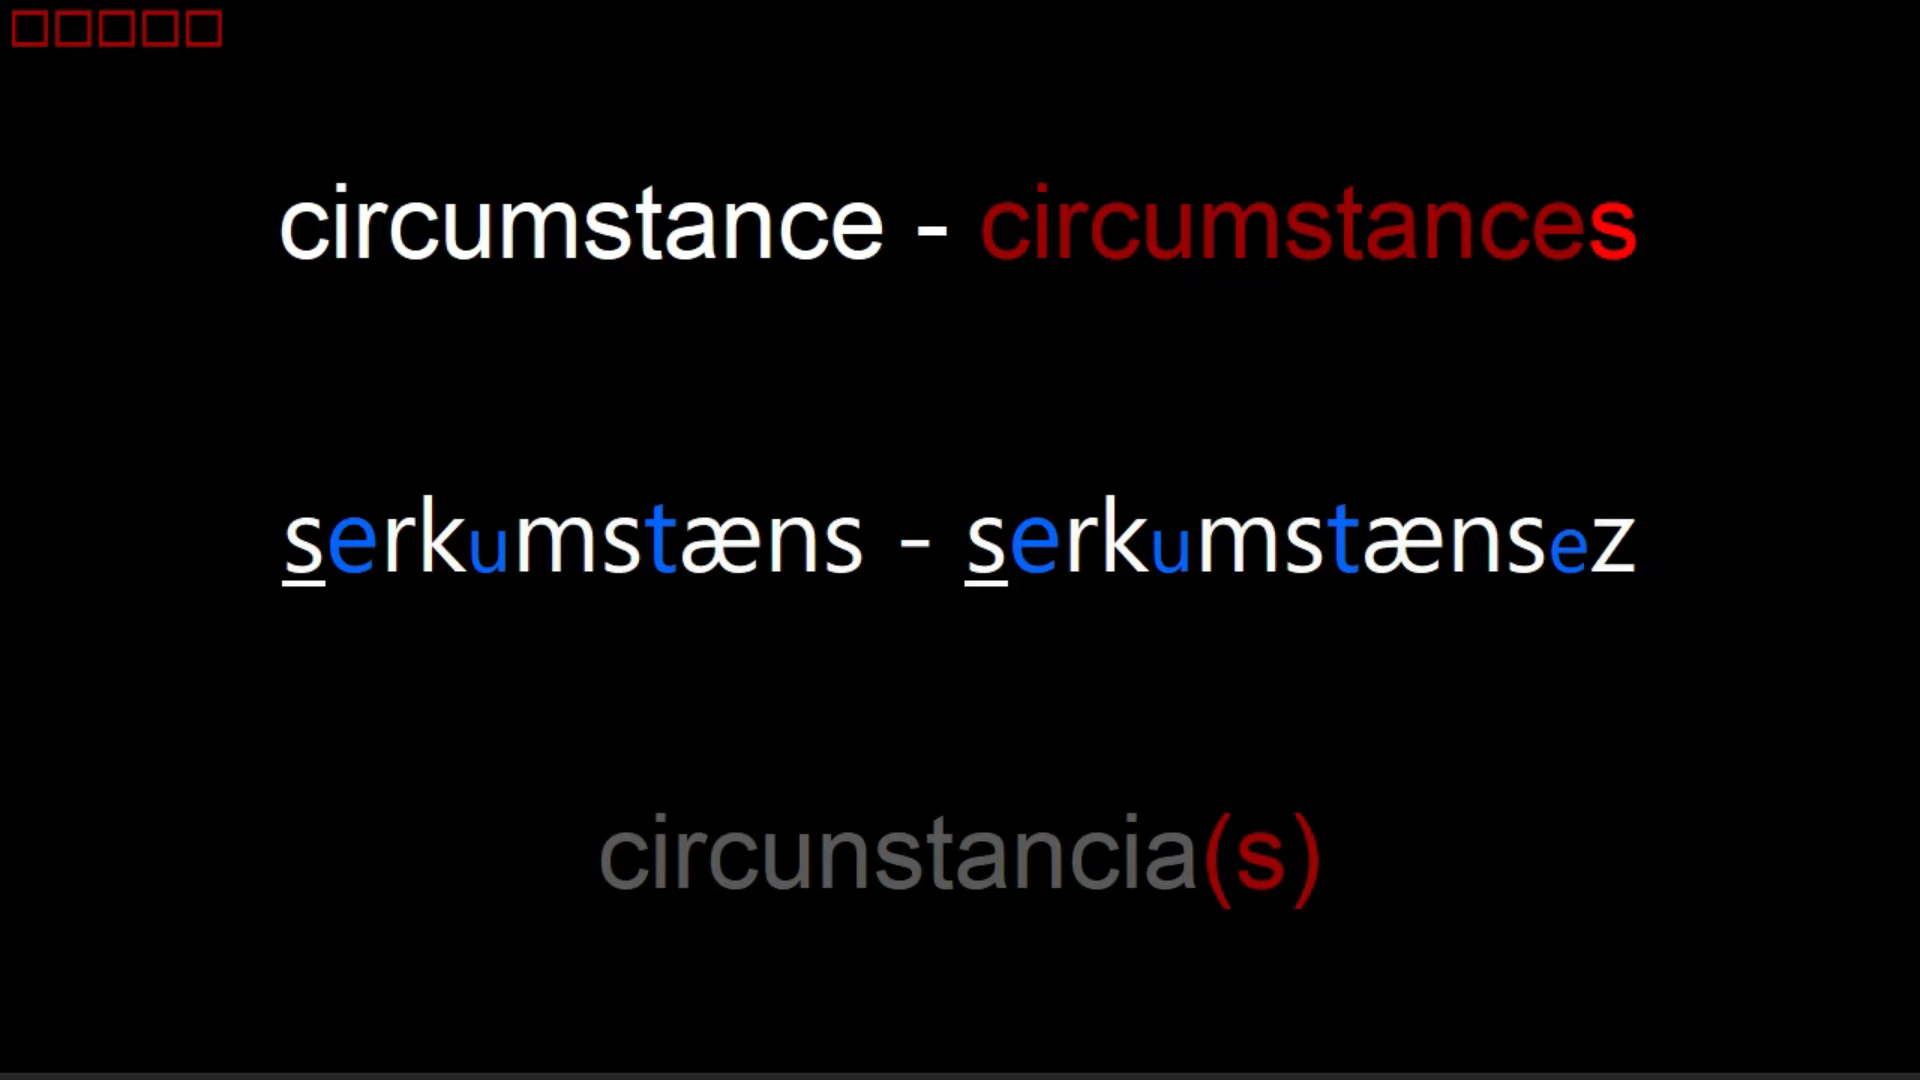 circumstance - circumstances
serkumstæns - serkumstænsez
circunstancia(s)